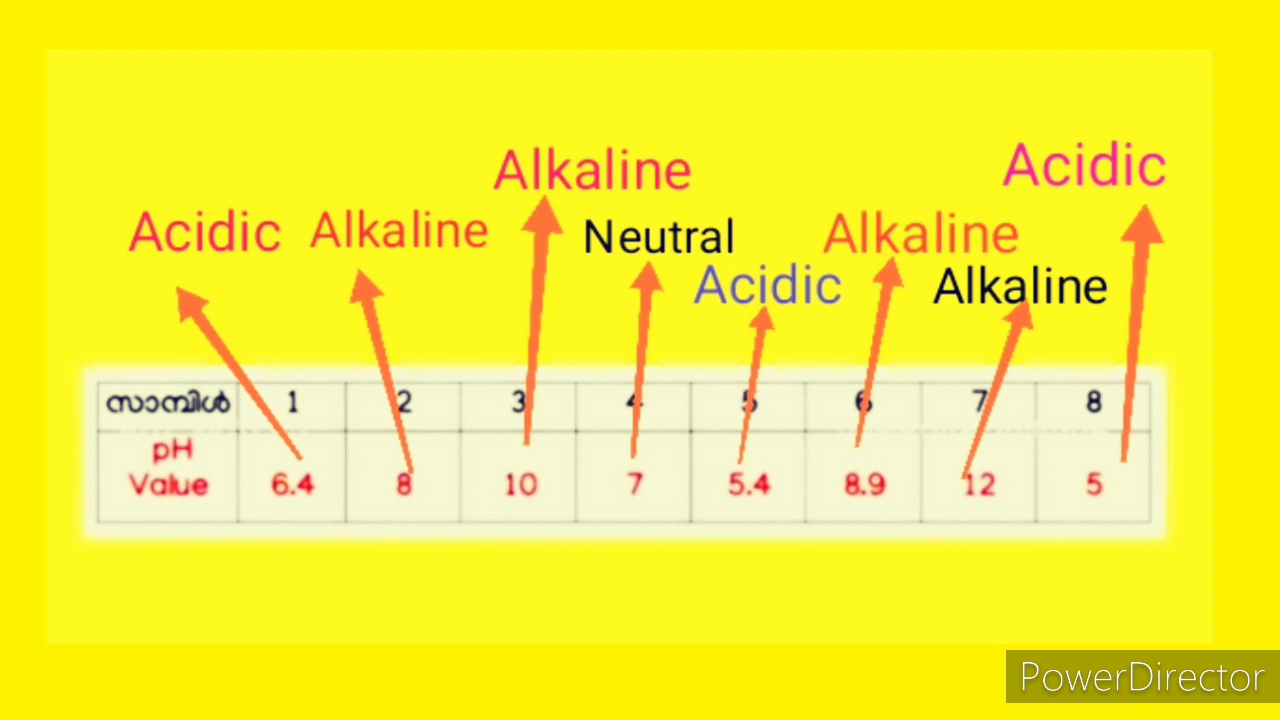 Alkaline
Acidic
Acidic
Alkaline
Neutral
Alkaline
Acidic
Alkaline
സാമ്പിൾ 1 2 3 4 5 6 7 8
pH
Value 6.4 8 10 7 5.4 8.9 12 5
PowerDirector